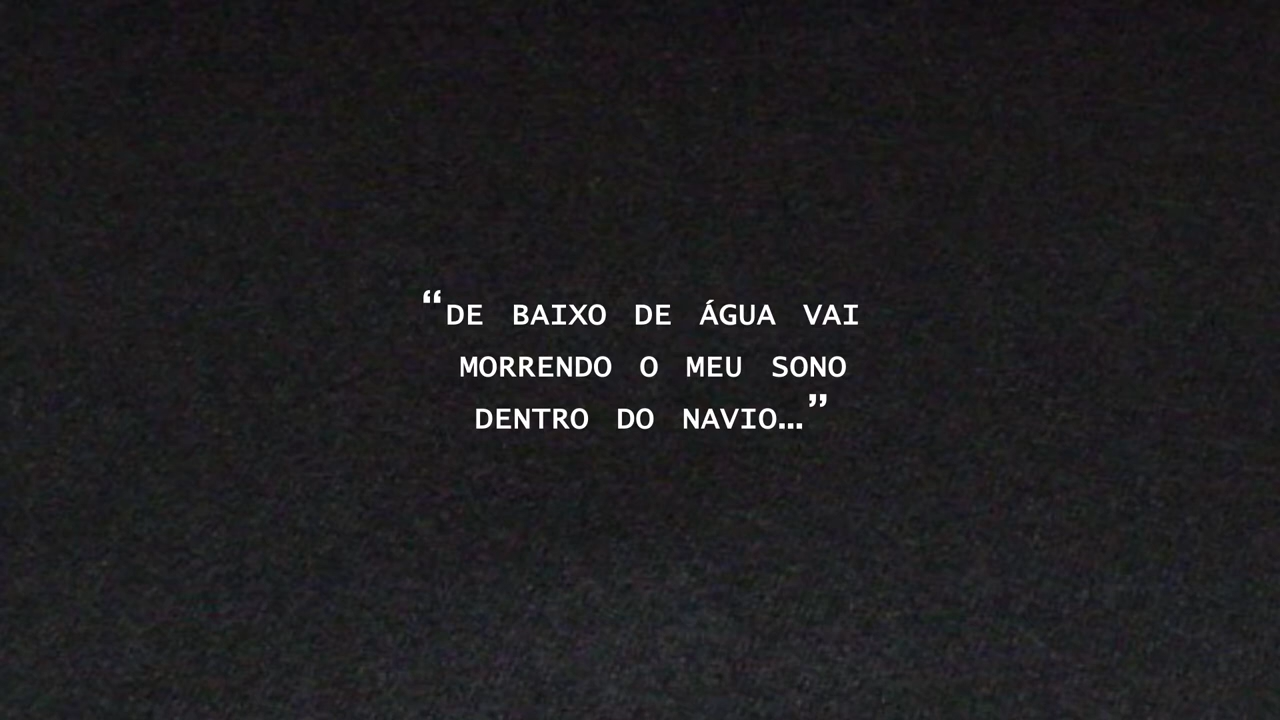 “DE BAIXO DE ÁGUA VAI
MORRENDO O MEU SONO
DENTRO DO NAVIO...”